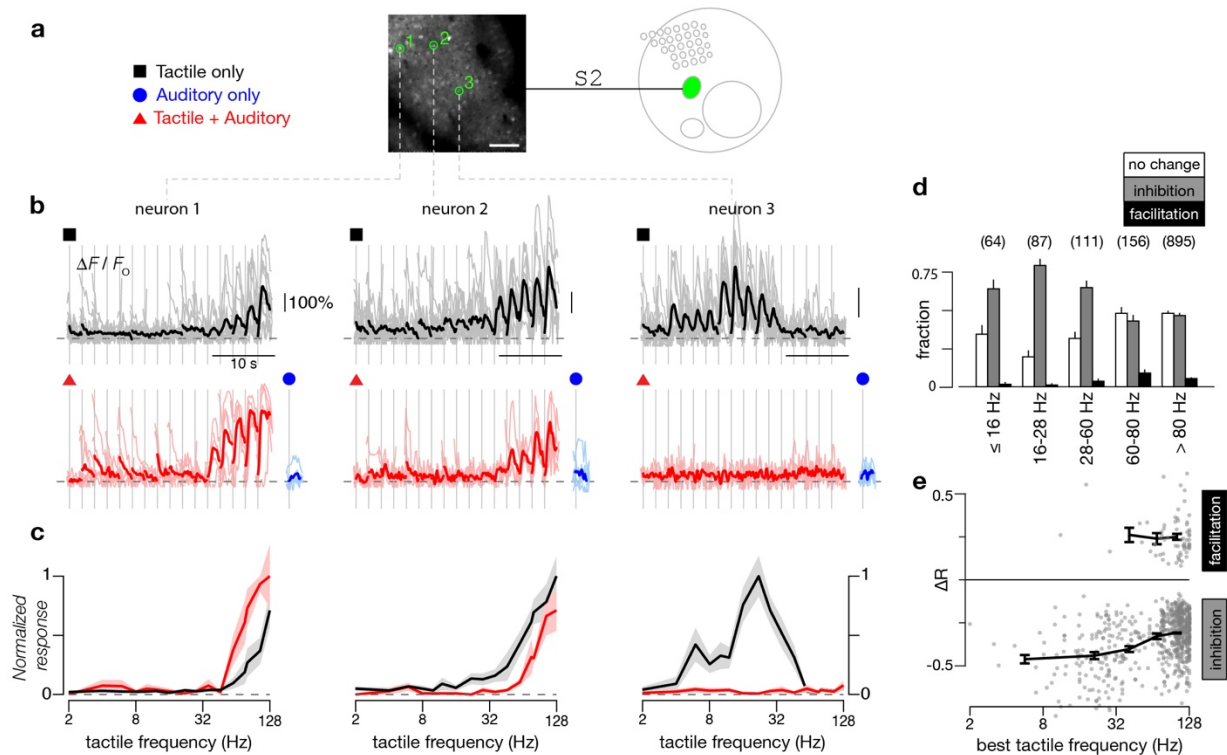 a
Tactile only
Auditory only
Tactile + Auditory
1
2
3
S2
b
neuron 1
neuron 2
neuron 3
ΔF / Fo
100%
10 s
c
Normalized
response
1
0
2
8
32
128
tactile frequency (Hz)
2
8
32
128
tactile frequency (Hz)
1
0
2
8
32
128
tactile frequency (Hz)
d
no change
inhibition
facilitation
(64)
(87)
(111)
(156)
(895)
fraction
0.75
0
≤ 16 Hz
16-28 Hz
28-60 Hz
60-80 Hz
> 80 Hz
e
ΔR
0.5
-0.5
facilitation
inhibition
2
8
32
128
best tactile frequency (Hz)